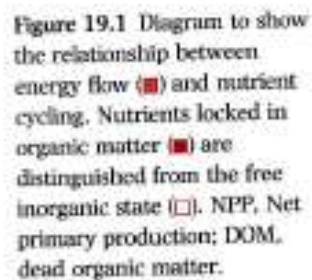 Figure 19.1 Diagram to show
the relationship between
energy flow (■) and nutrient
cycling. Nutrients locked in
organic matter (■) are
distinguished from the free
inorganic state (□). NPP, Net
primary production; DOM,
dead organic matter.